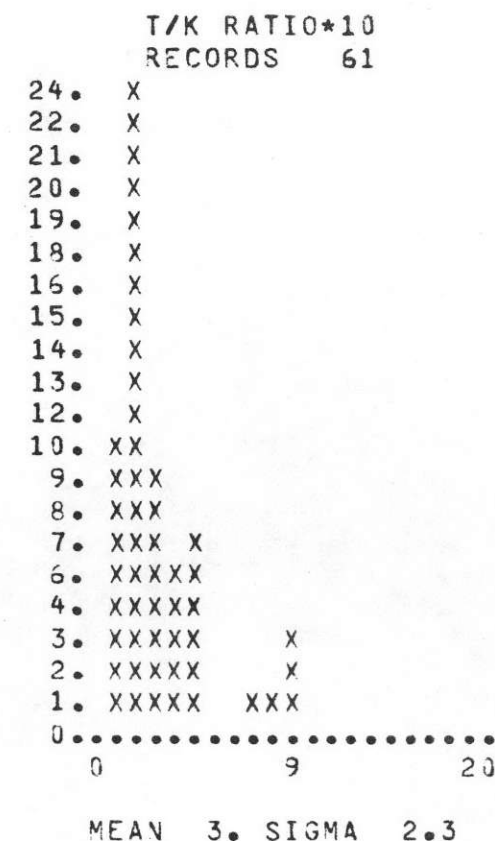 T/K RATIO*10
RECORDS 61
24. X
22. X
21. X
20. X
19. X
18. X
16. X
15. X
14. X
13. X
12. X
10. XX
9. XXX
8. XXX
7. XXX X
6. XXXXX
4. XXXXX
3. XXXXX X
2. XXXXX X
1. XXXXX XXX
0.....................
0 9 20
MEAN 3. SIGMA 2.3